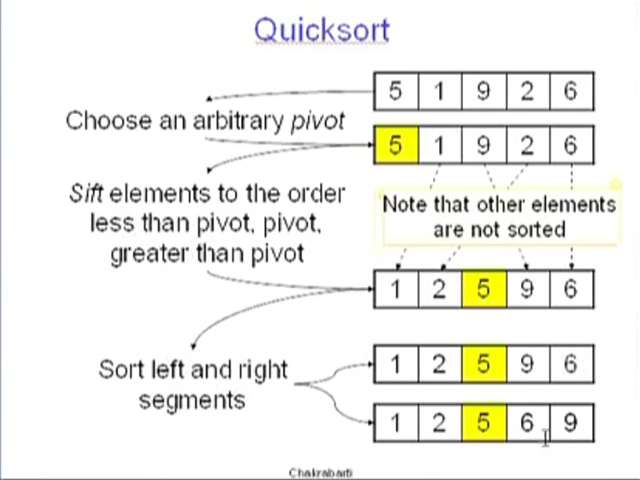 Quicksort
5 1 9 2 6
Choose an arbitrary pivot
5 1 9 2 6
Sift elements to the order
less than pivot, pivot,
greater than pivot
Note that other elements
are not sorted
1 2 5 9 6
Sort left and right
segments
1 2 5 9 6
1 2 5 6 9
Chakrabarti